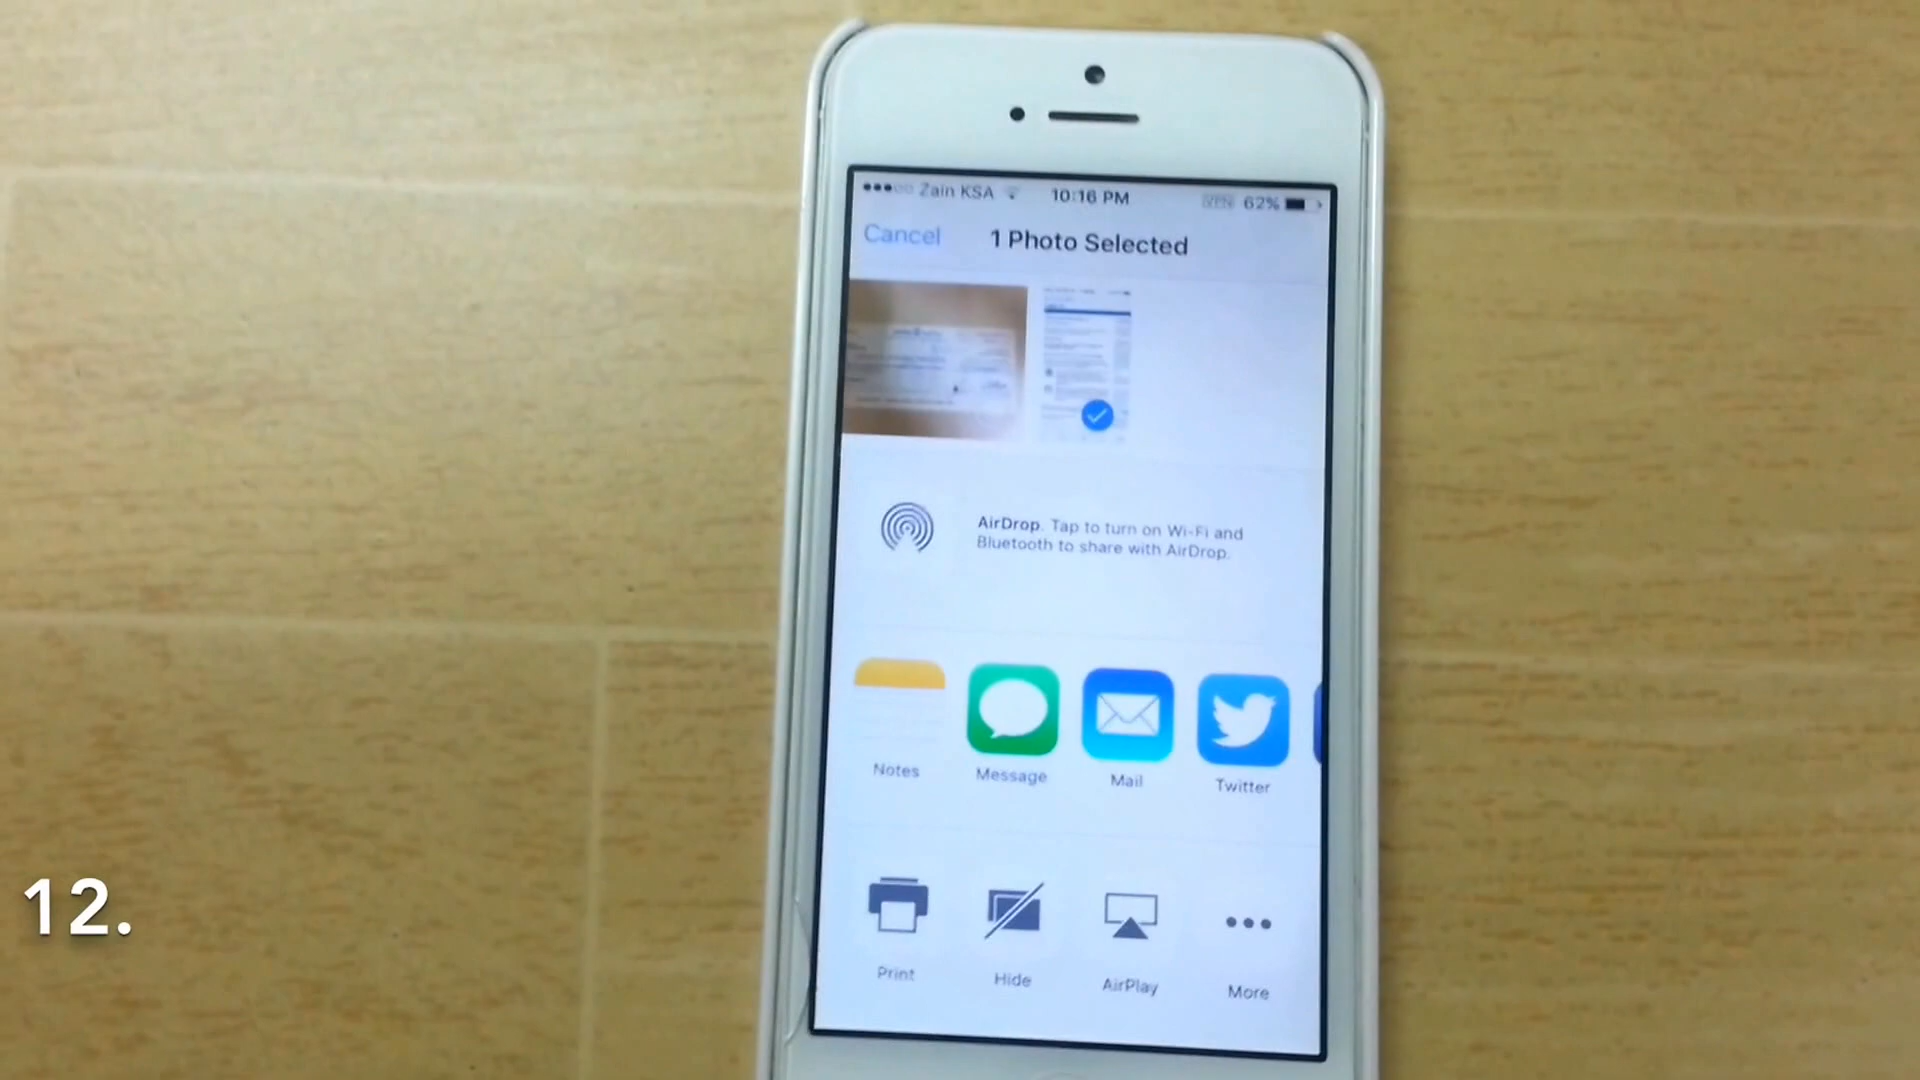 Zain KSA 10:16 PM VPN 62%
Cancel 1 Photo Selected
AirDrop. Tap to turn on Wi-Fi and
Bluetooth to share with AirDrop.
Notes Message Mail Twitter
Print Hide AirPlay More
12.